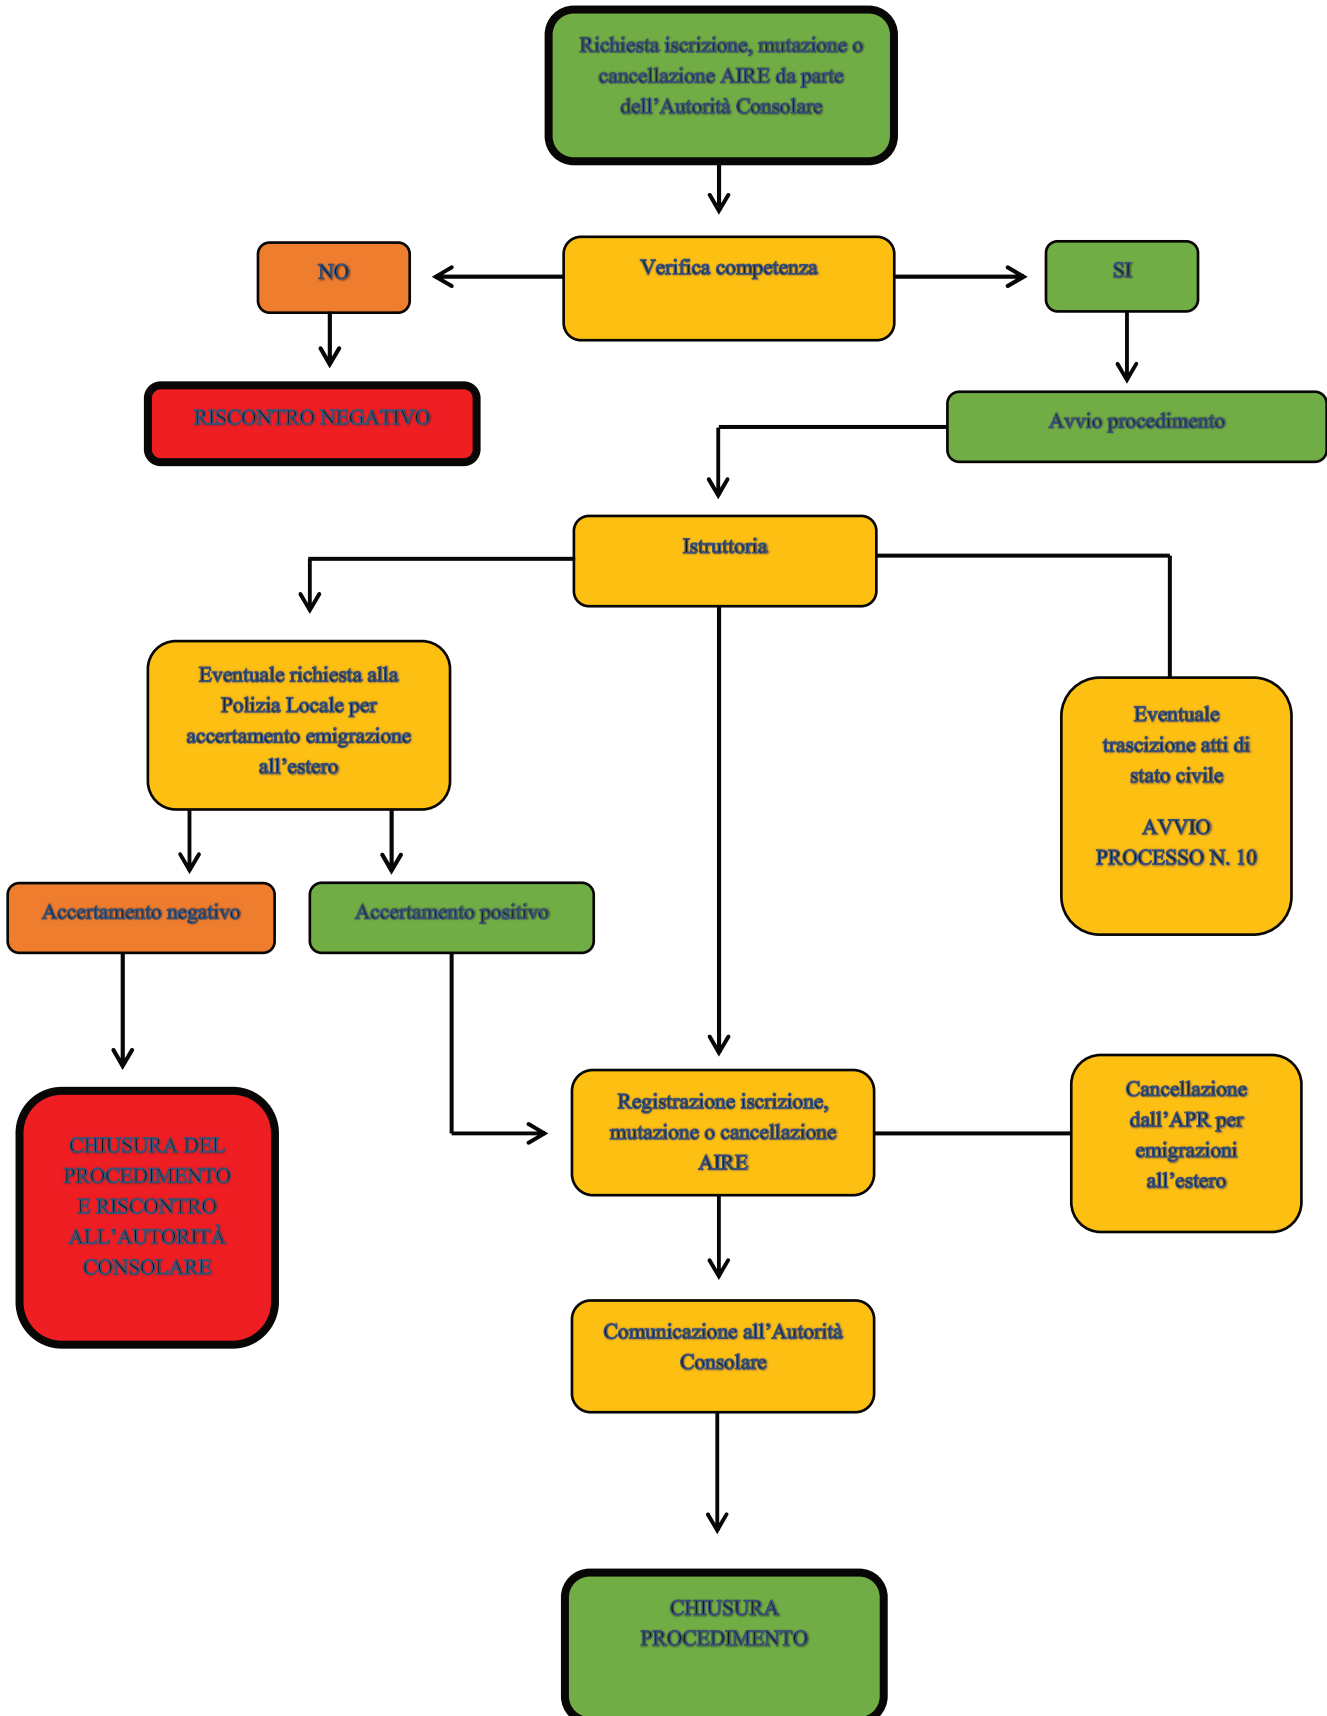 Richiesta iscrizione, mutazione o
cancellazione AIRE da parte
dell’Autorità Consolare
NO
Verifica competenza
SI
RISCONTRO NEGATIVO
Avvio procedimento
Istruttoria
Eventuale richiesta alla
Polizia Locale per
accertamento emigrazione
all’estero
Eventuale
trascizione atti di
stato civile
AVVIO
PROCESSO N. 10
Accertamento negativo
Accertamento positivo
Registrazione iscrizione,
mutazione o cancellazione
AIRE
Cancellazione
dall’APR per
emigrazioni
all’estero
CHIUSURA DEL
PROCEDIMENTO
E RISCONTRO
ALL’AUTORITÀ
CONSOLARE
Comunicazione all’Autorità
Consolare
CHIUSURA
PROCEDIMENTO